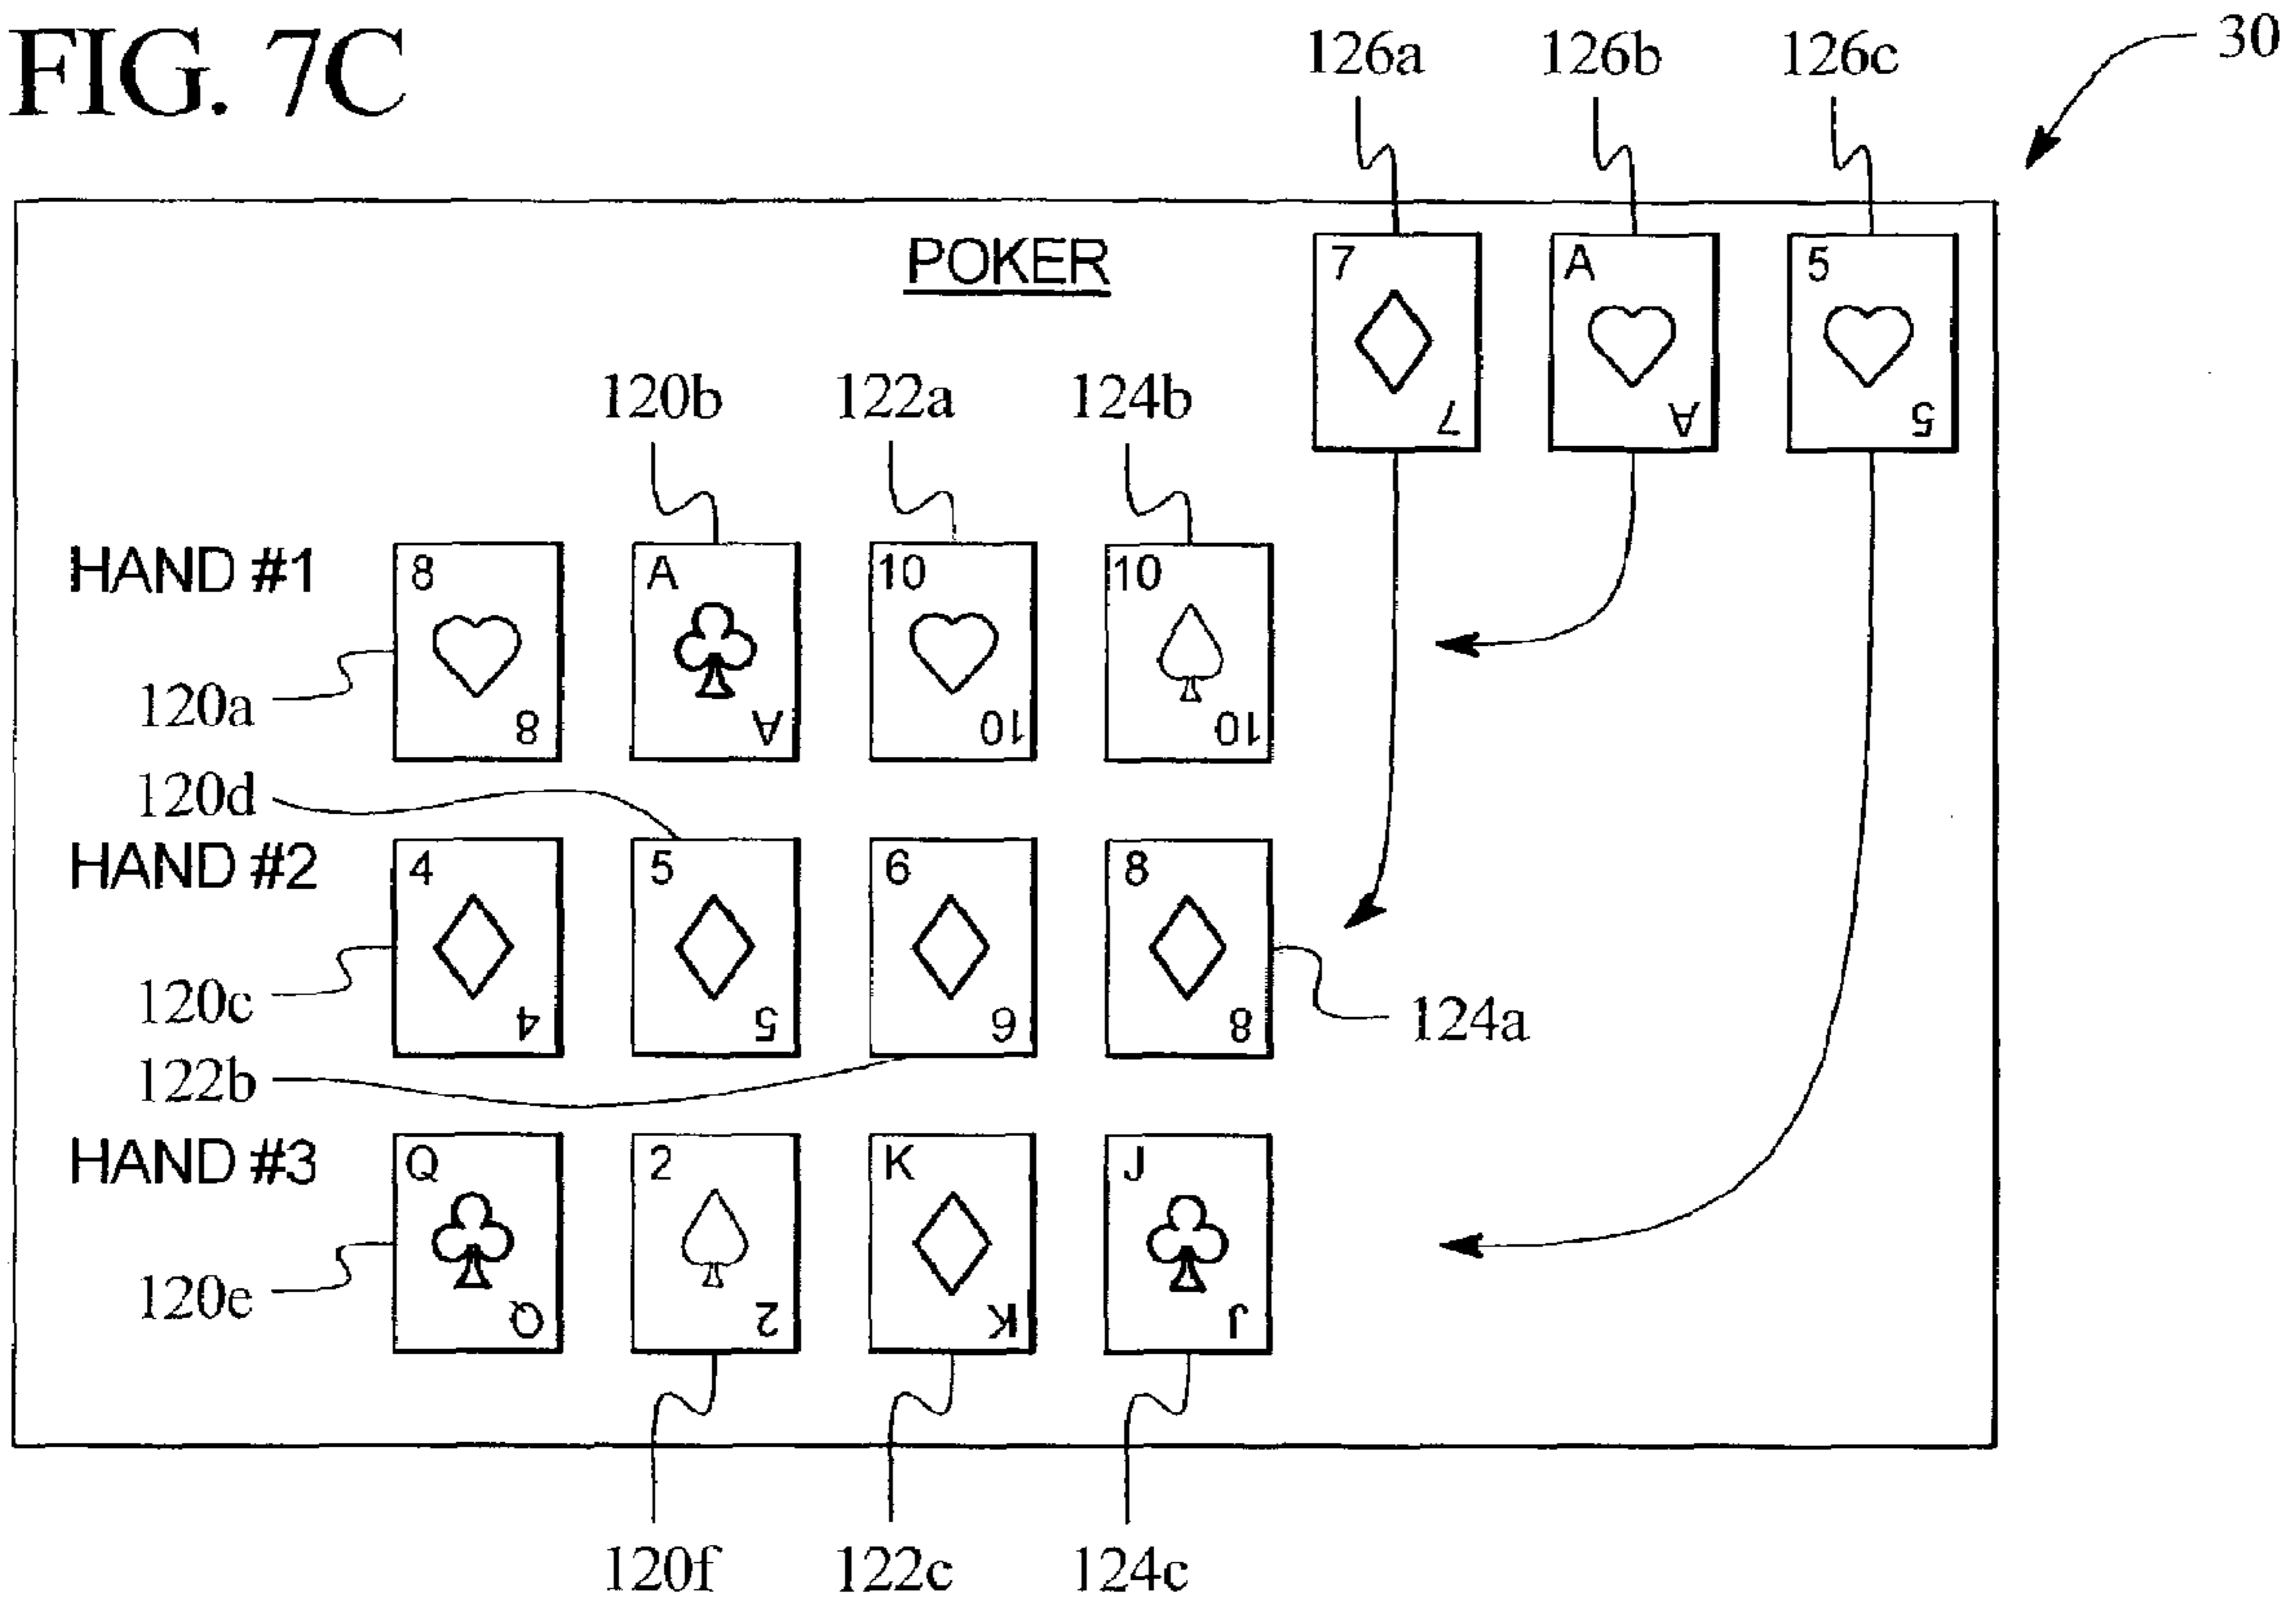 FIG. 7C
126a 126b 126c 30
POKER
7 A 5
7 A 5
120b 122a 124b
HAND #1
8 A 10 10
120a
8 A 10 10
120d
HAND #2
4 5 6 8
120c
4 5 6 8
124a
122b
HAND #3
Q 2 K J
120e
Q 2 K J
120f 122c 124c